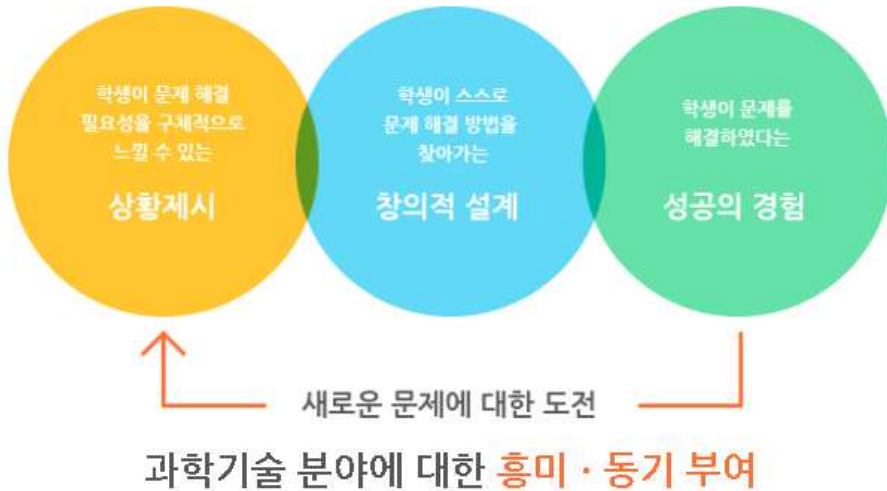 학생이 문제 해결
필요성을 구체적으로
느낄 수 있는
상황제시
학생이 스스로
문제 해결 방법을
찾아가는
창의적 설계
학생이 문제를
해결하였다는
성공의 경험
새로운 문제에 대한 도전
과학기술 분야에 대한 흥미 · 동기 부여